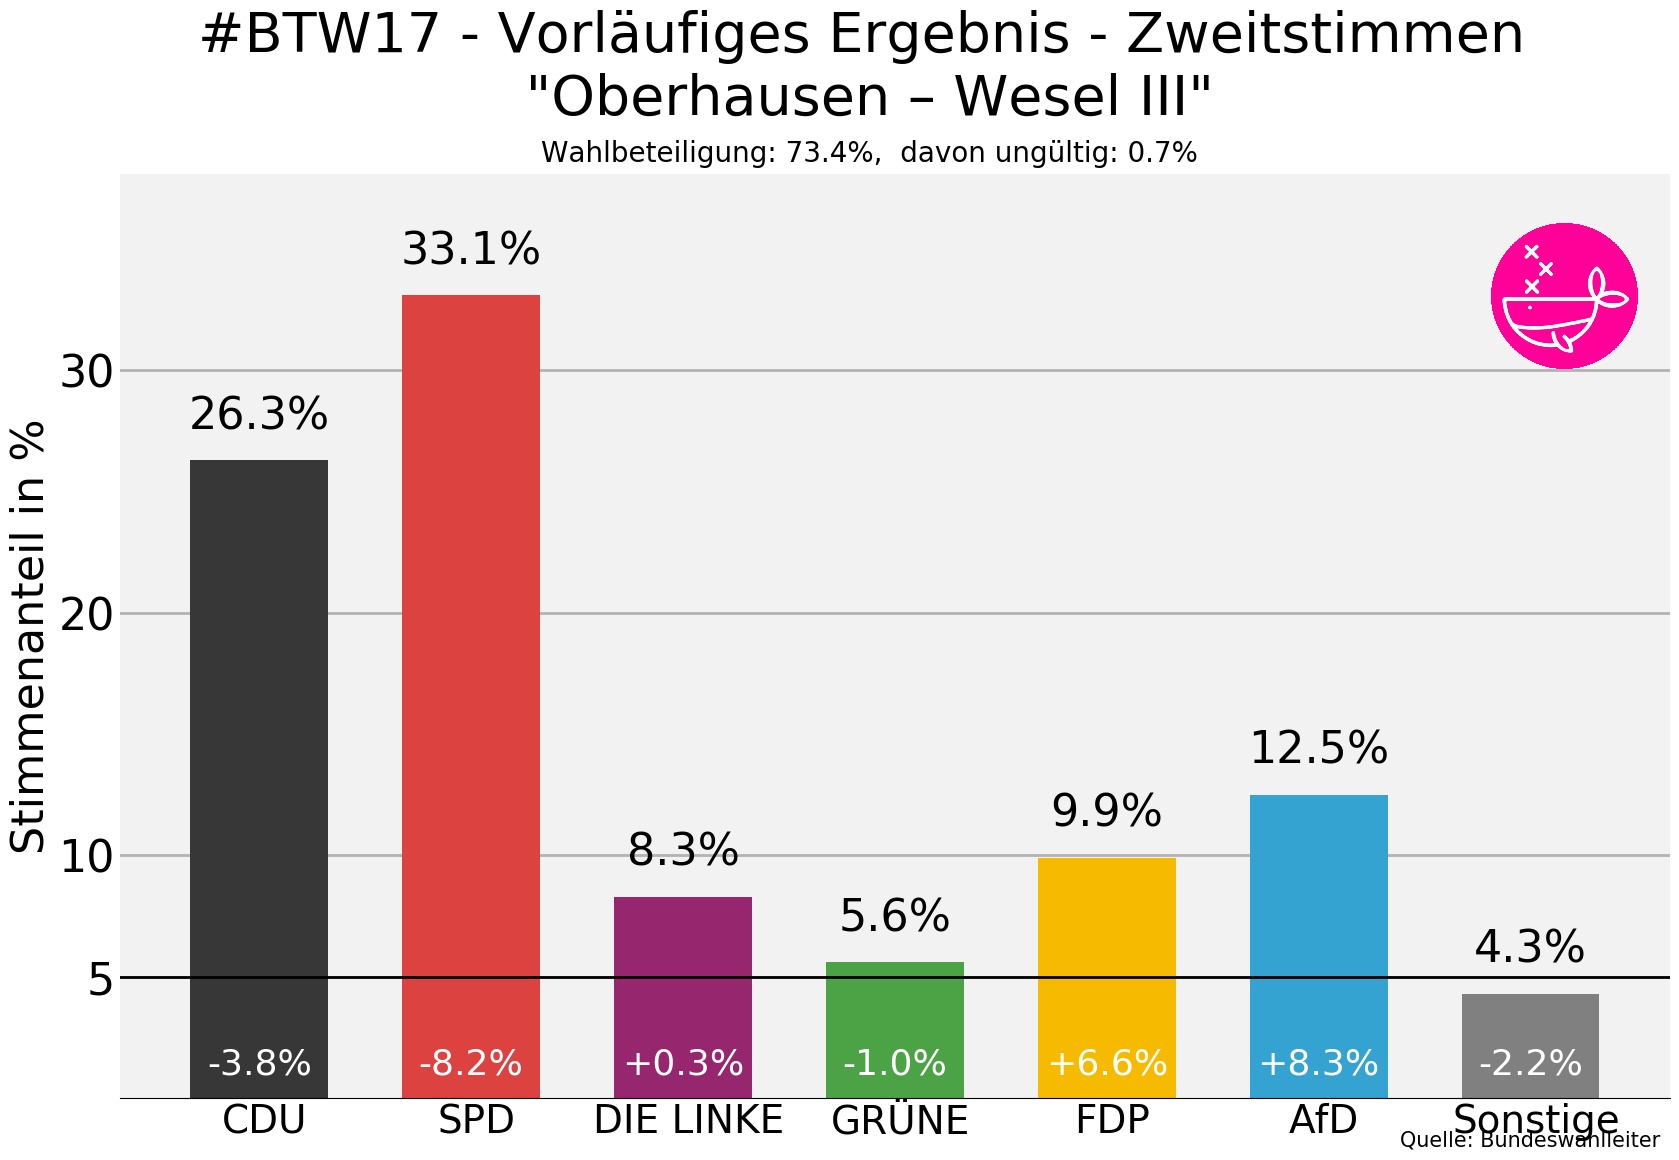 #BTW17 - Vorläufiges Ergebnis - Zweitstimmen
"Oberhausen – Wesel III"
Wahlbeteiligung: 73.4%, davon ungültig: 0.7%
Stimmenanteil in %
30
20
10
5
26.3%
33.1%
8.3%
5.6%
9.9%
12.5%
4.3%
-3.8%
-8.2%
+0.3%
-1.0%
+6.6%
+8.3%
-2.2%
CDU
SPD
DIE LINKE
GRÜNE
FDP
AfD
Sonstige
Quelle: Bundeswahlleiter